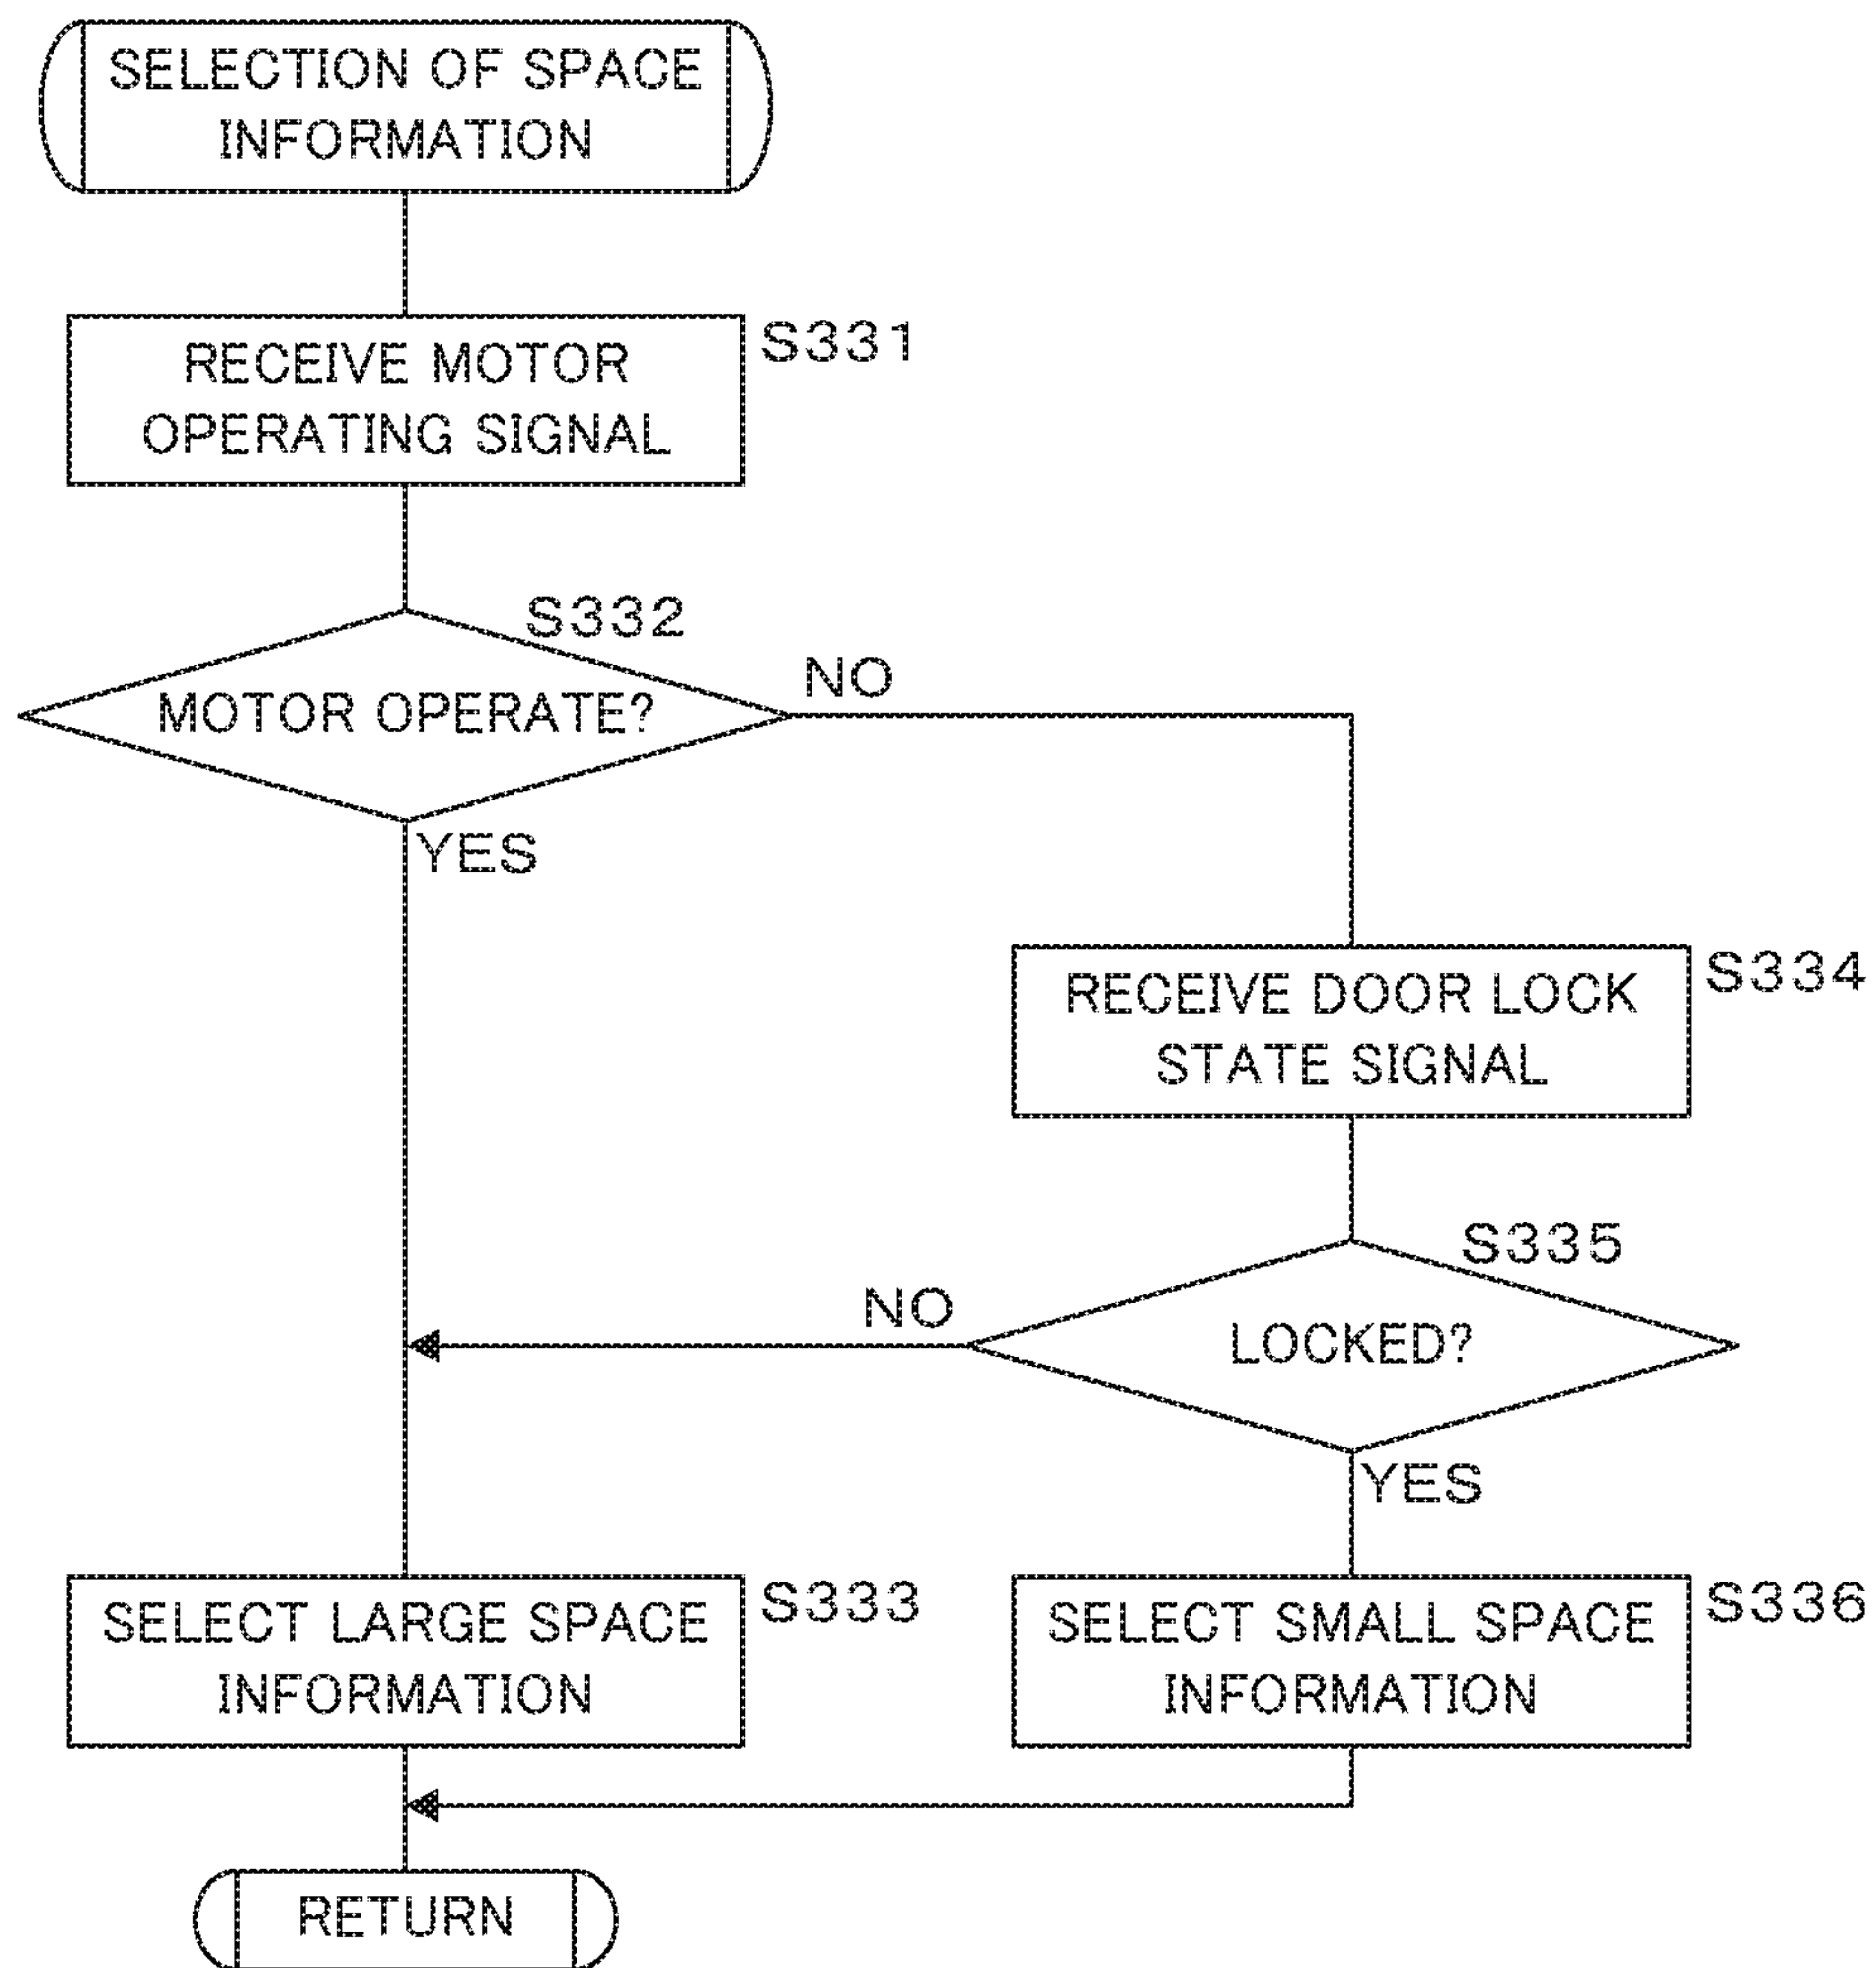 SELECTION OF SPACE
INFORMATION
RECEIVE MOTOR
OPERATING SIGNAL
S331
S332
MOTOR OPERATE?
NO
YES
RECEIVE DOOR LOCK
STATE SIGNAL
S334
S335
LOCKED?
NO
YES
SELECT LARGE SPACE
INFORMATION
S333
SELECT SMALL SPACE
INFORMATION
S336
RETURN